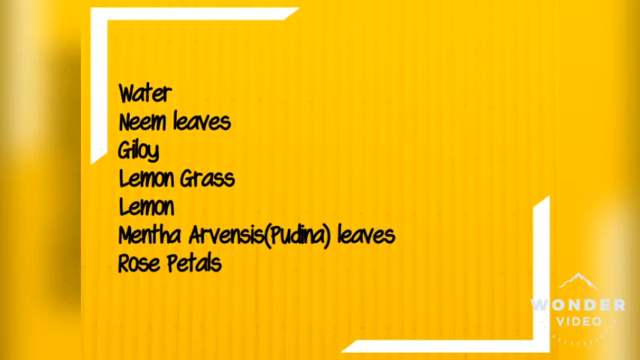 Water
Neem leaves
Giloy
Lemon Grass
Lemon
Mentha Arvensis(Pudina) leaves
Rose Petals
WONDER
VIDEO